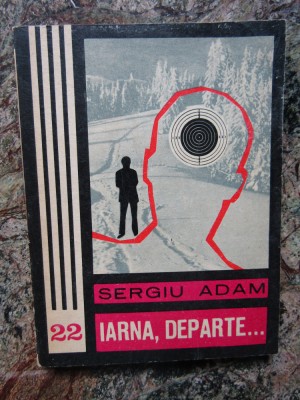 SERGIU ADAM
22
IARNA, DEPARTE...